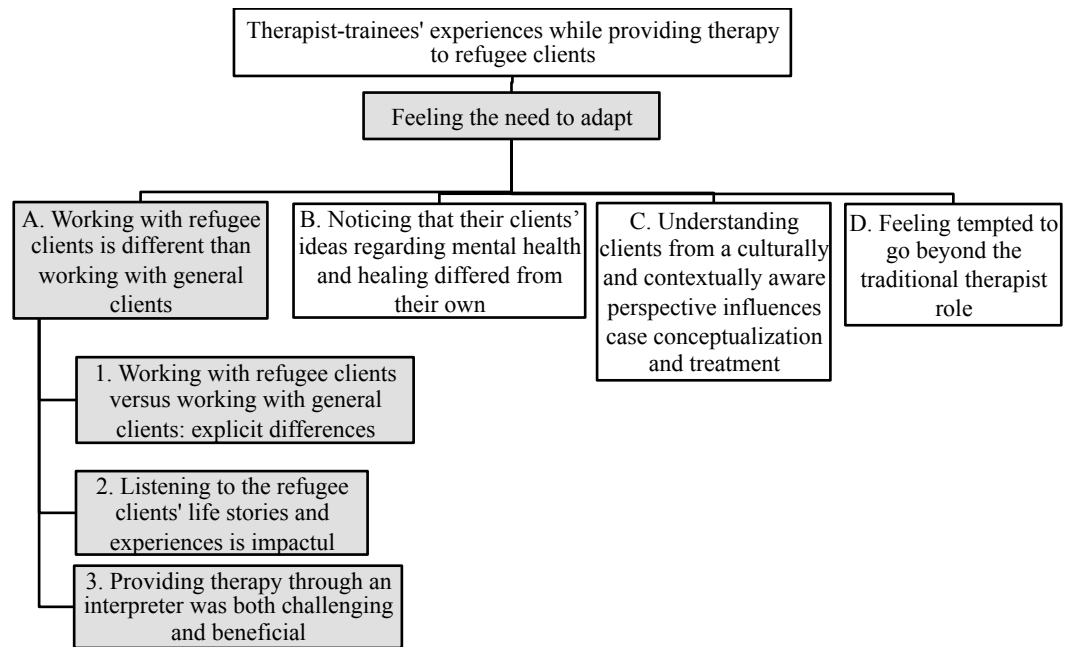 Therapist-trainees' experiences while providing therapy
to refugee clients
Feeling the need to adapt
A. Working with refugee
clients is different than
working with general
clients
B. Noticing that their clients’
ideas regarding mental health
and healing differed from
their own
C. Understanding
clients from a culturally
and contextually aware
perspective influences
case conceptualization
and treatment
D. Feeling tempted to
go beyond the
traditional therapist
role
1. Working with refugee clients
versus working with general
clients: explicit differences
2. Listening to the refugee
clients' life stories and
experiences is impactul
3. Providing therapy through an
interpreter was both challenging
and beneficial